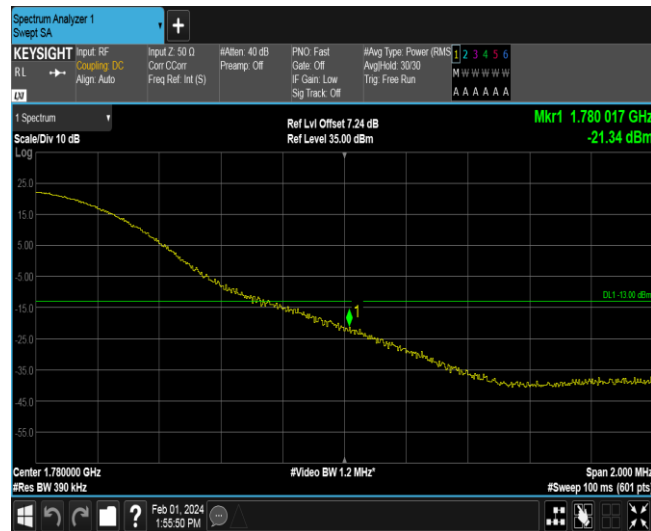 Spectrum Analyzer 1
Swept SA
KEYSIGHT
RL
LXI
Input: RF
Coupling: DC
Align: Auto
Input Z: 50 Ω
Corr CCorr
Freq Ref: Int (S)
#Atten: 40 dB
Preamp: Off
PNO: Fast
Gate: Off
IF Gain: Low
Sig Track: Off
#Avg Type: Power (RMS
Avg|Hold: 30/30
Trig: Free Run
1 2 3 4 5 6
M W W W W W
A A A A A A
1 Spectrum
Scale/Div 10 dB
Log
Ref Lvl Offset 7.24 dB
Ref Level 35.00 dBm
Mkr1 1.780 017 GHz
-21.34 dBm
25.0
15.0
5.00
-5.00
DL1 -13.00 dBm
1
-15.0
-25.0
-35.0
-45.0
-55.0
Center 1.780000 GHz
#Res BW 390 kHz
#Video BW 1.2 MHz*
Span 2.000 MHz
#Sweep 100 ms (601 pts)
?
Feb 01, 2024
1:55:50 PM